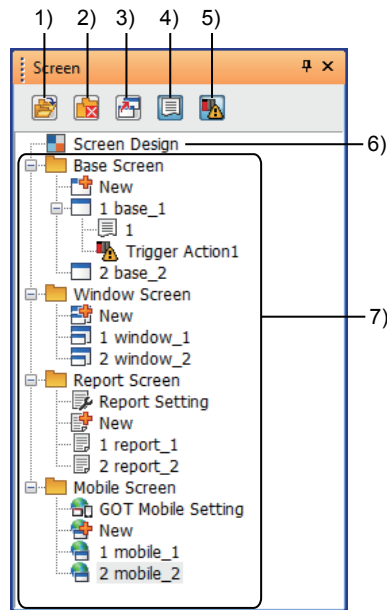 1) 2) 3) 4) 5)
Screen
Screen Design 6)
Base Screen
New
1 base_1
1
Trigger Action1
2 base_2
Window Screen
7)
New
1 window_1
2 window_2
Report Screen
Report Setting
New
1 report_1
2 report_2
Mobile Screen
GOT Mobile Setting
New
1 mobile_1
2 mobile_2